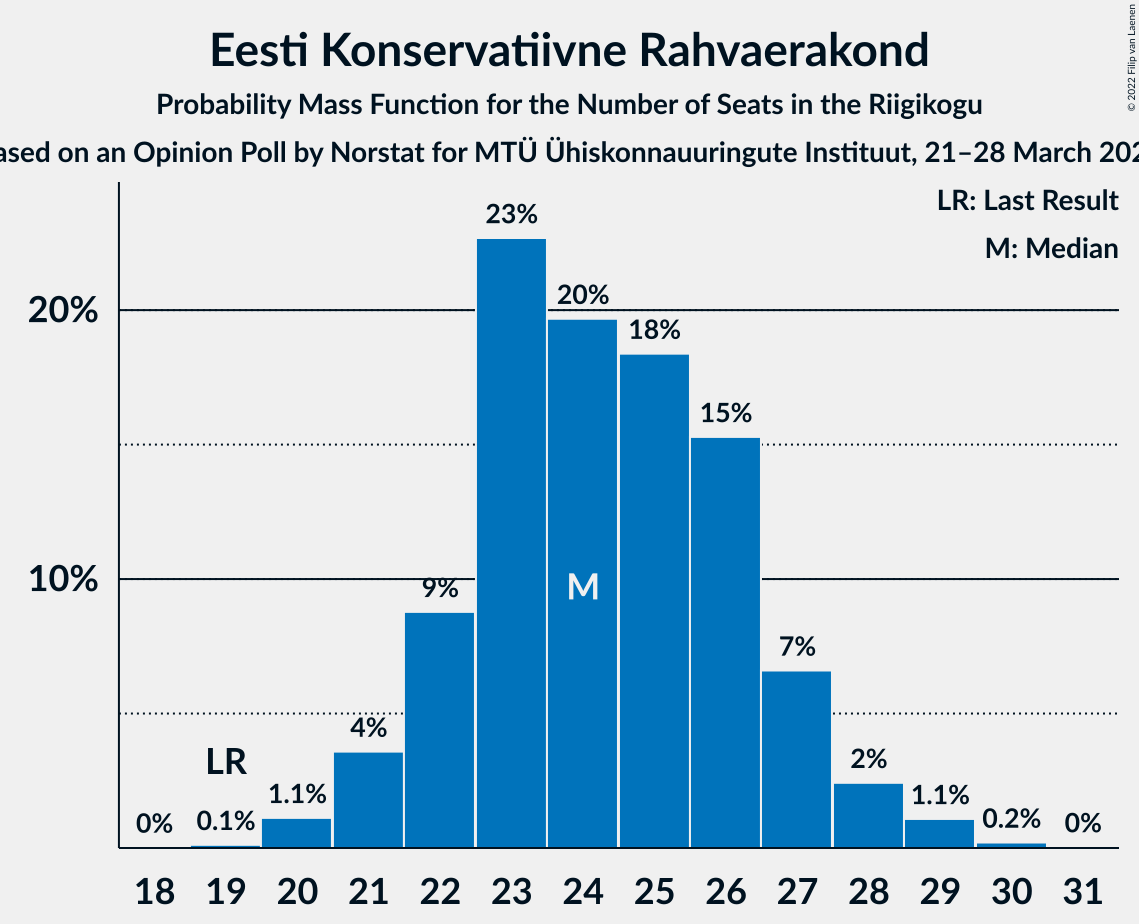 Eesti Konservatiivne Rahvaerakond
Probability Mass Function for the Number of Seats in the Riigikogu
on an Opinion Poll by Norstat for MTÜ Ühiskonnauuringute Instituut, 21–28 March
© 2022 Filip van Laenen
LR: Last Result
M: Median
20%
10%
0%
0.1%
1.1%
4%
9%
23%
20%
18%
15%
7%
2%
1.1%
0.2%
0%
LR
M
18 19 20 21 22 23 24 25 26 27 28 29 30 31